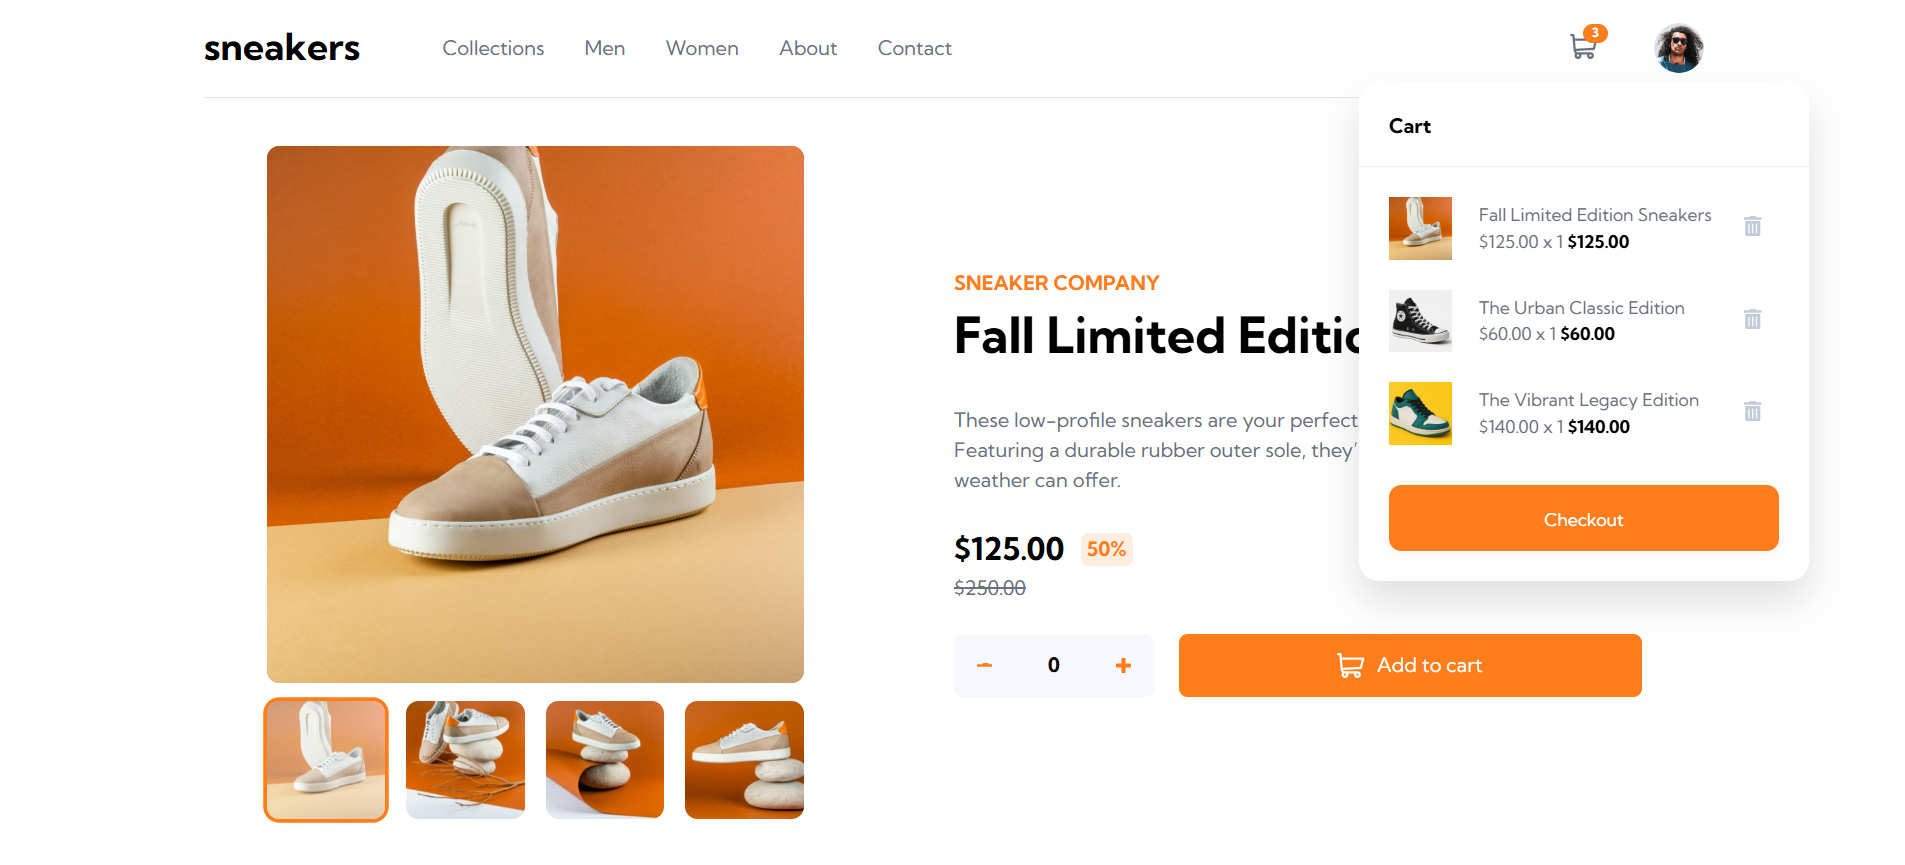 sneakers
Collections
Men
Women
About
Contact
3
Cart
Fall Limited Edition Sneakers
$125.00 x 1 $125.00
The Urban Classic Edition
$60.00 x 1 $60.00
The Vibrant Legacy Edition
$140.00 x 1 $140.00
Checkout
SNEAKER COMPANY
Fall Limited Editic
These low-profile sneakers are your perfect
Featuring a durable rubber outer sole, they'
weather can offer.
$125.00 50%
$250.00
0
Add to cart